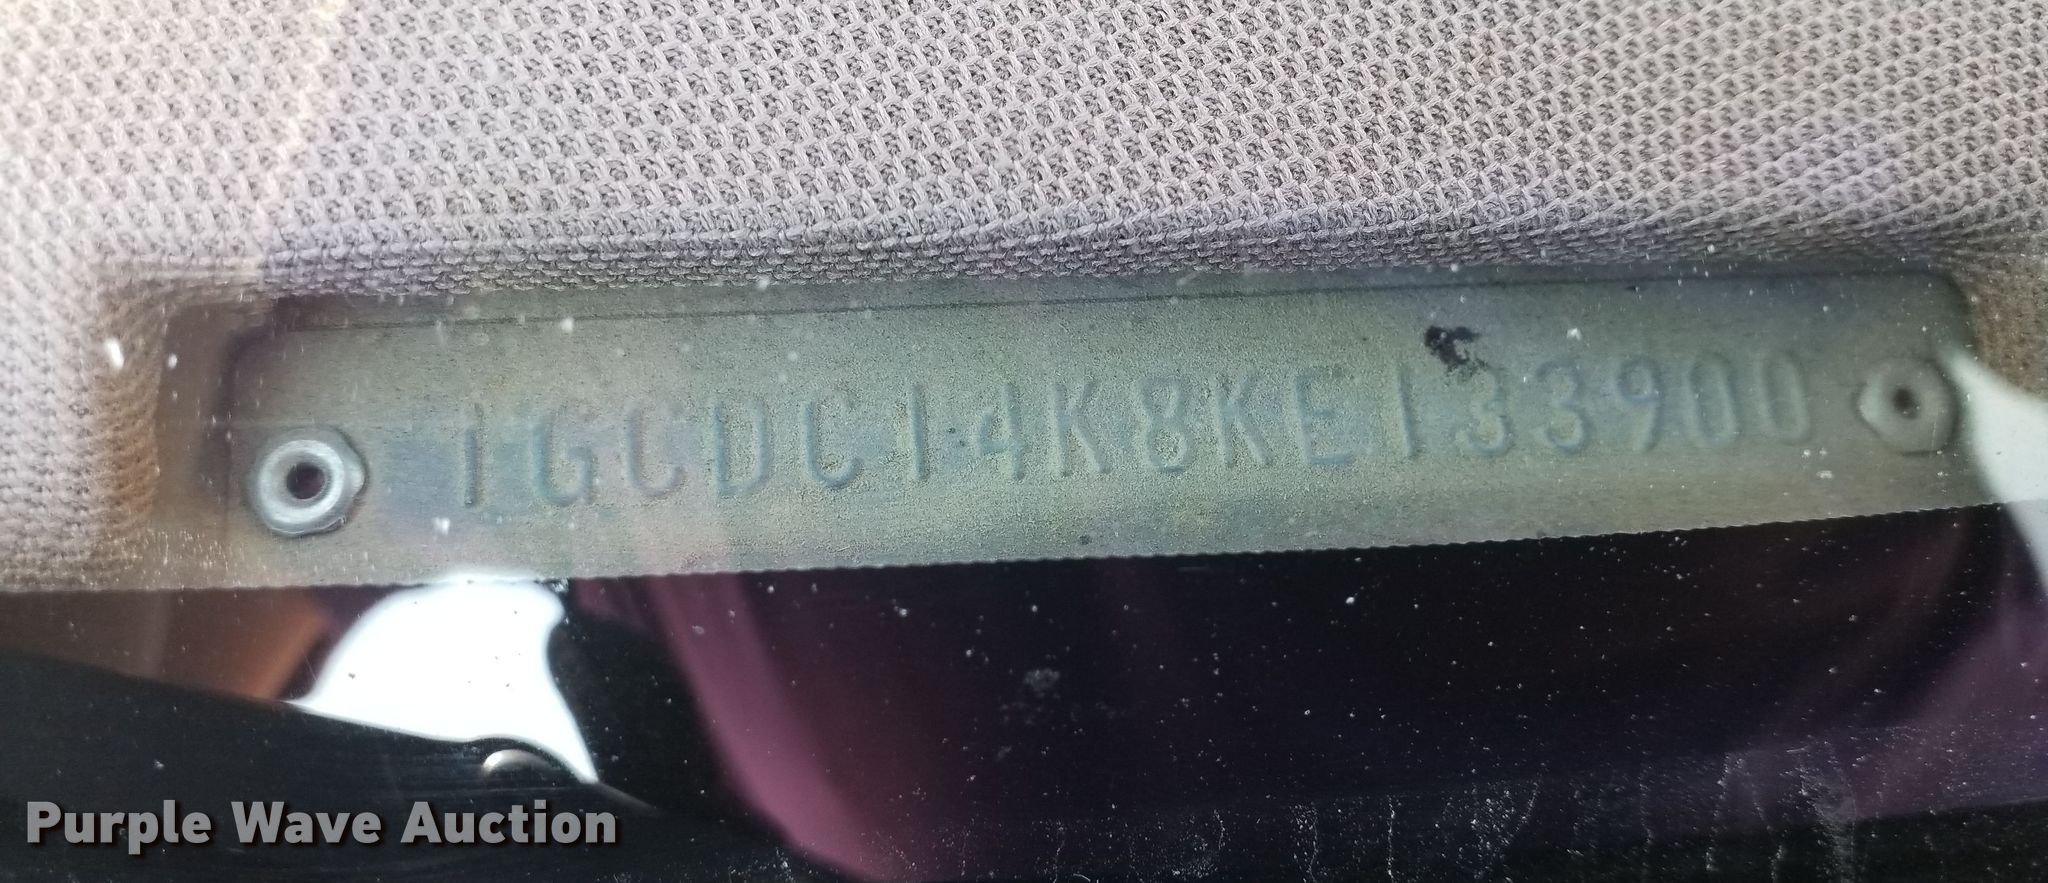 1GCDC14K8KE133900
Purple Wave Auction